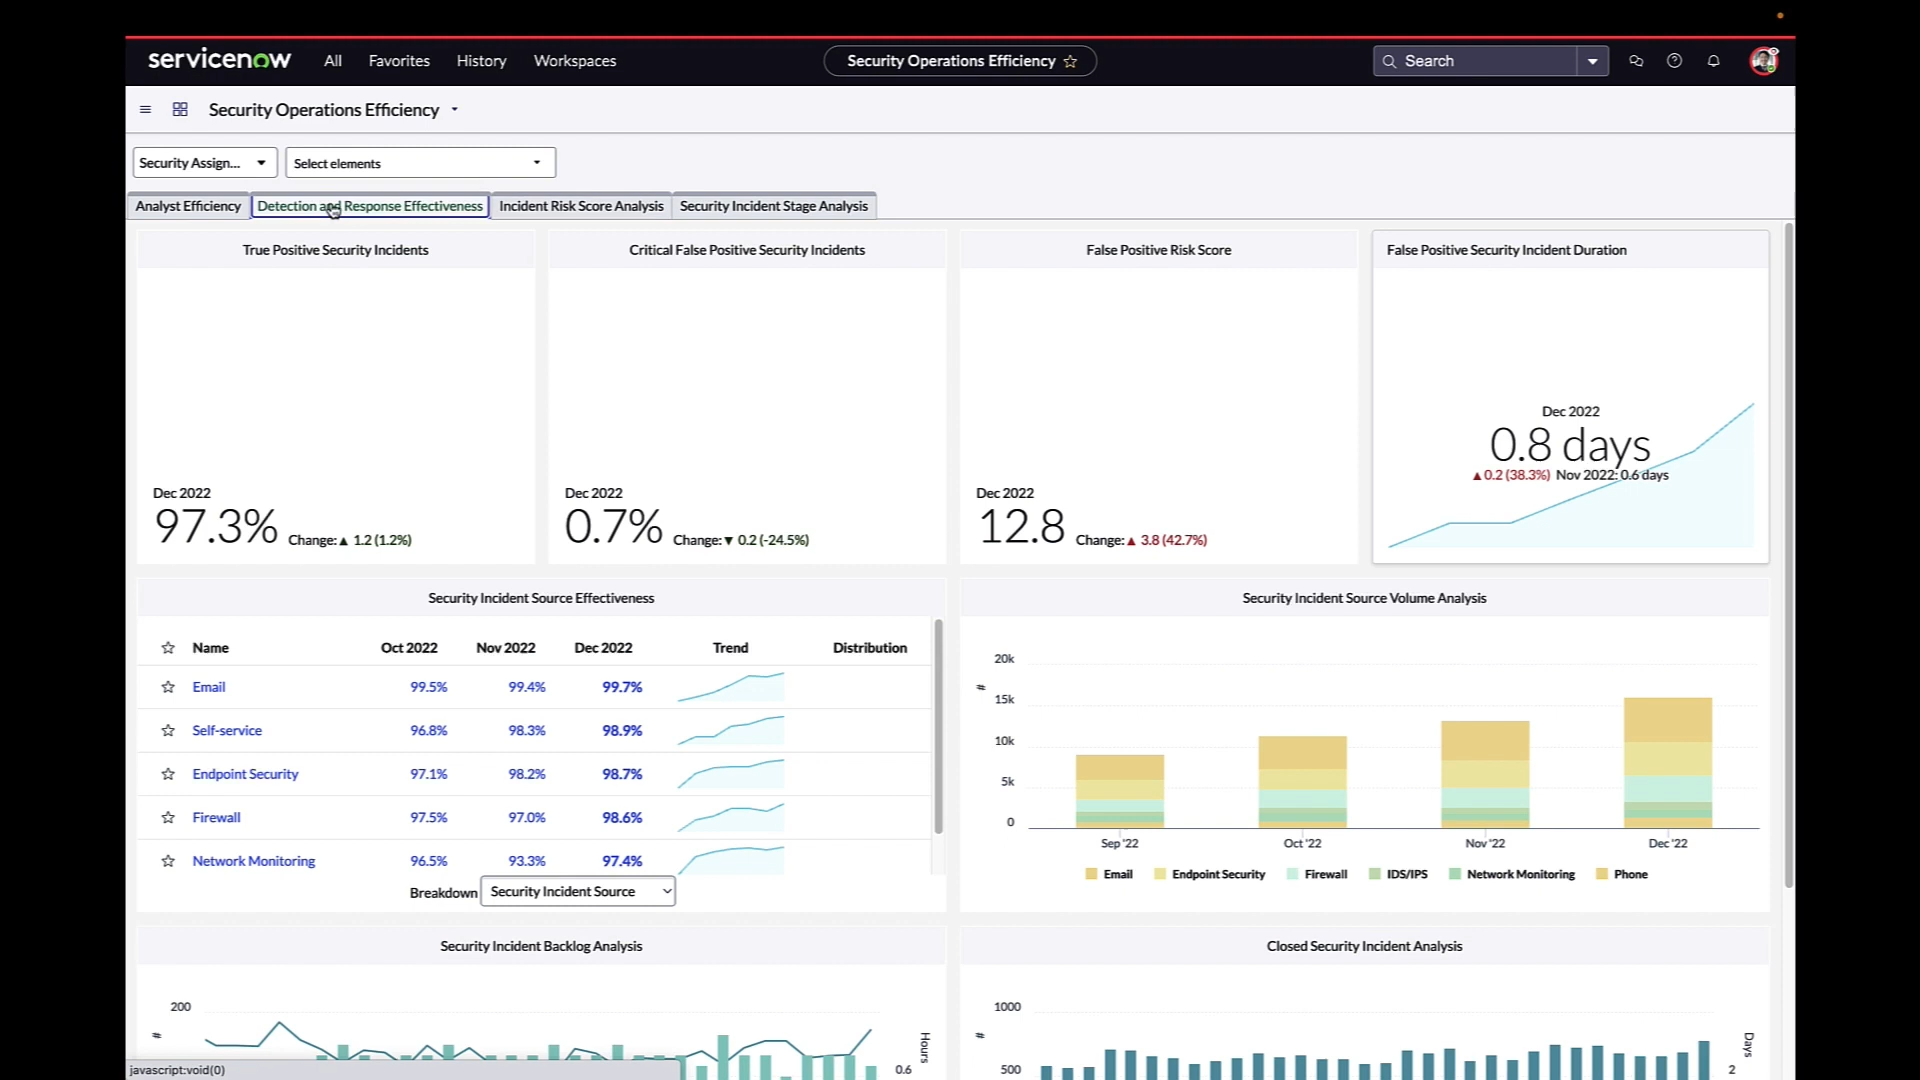 servicenow All Favorites History Workspaces Security Operations Efficiency Search
Security Operations Efficiency
Security Assign... Select elements
Analyst Efficiency Detection and Response Effectiveness Incident Risk Score Analysis Security Incident Stage Analysis
True Positive Security Incidents
Dec 2022
97.3% Change:▲ 1.2 (1.2%)
Critical False Positive Security Incidents
Dec 2022
0.7% Change:▼ 0.2 (-24.5%)
False Positive Risk Score
Dec 2022
12.8 Change:▲ 3.8 (42.7%)
False Positive Security Incident Duration
Dec 2022
0.8 days
▲0.2 (38.3%) Nov 2022: 0.6 days
Security Incident Source Effectiveness
Name Oct 2022 Nov 2022 Dec 2022 Trend Distribution
Email 99.5% 99.4% 99.7%
Self-service 96.8% 98.3% 98.9%
Endpoint Security 97.1% 98.2% 98.7%
Firewall 97.5% 97.0% 98.6%
Network Monitoring 96.5% 93.3% 97.4%
Breakdown Security Incident Source
Security Incident Source Volume Analysis
#
20k
15k
10k
5k
0
Sep '22 Oct '22 Nov '22 Dec '22
Email Endpoint Security Firewall IDS/IPS Network Monitoring Phone
Security Incident Backlog Analysis
200
#
Hours
0.6
Closed Security Incident Analysis
1000
#
500
Days
2
javascript:void(0)